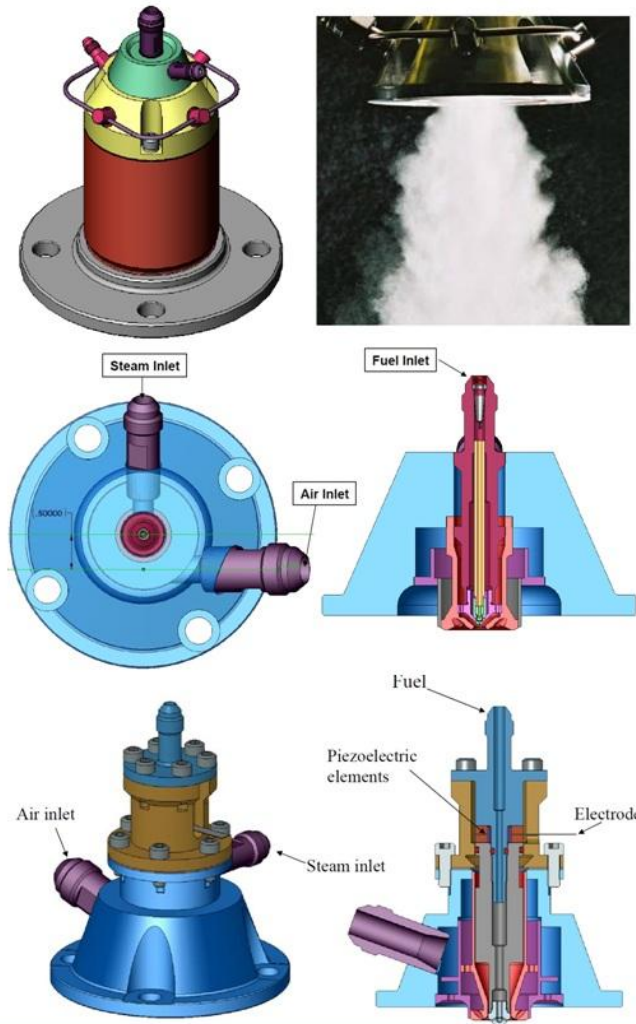 Steam Inlet
Fuel Inlet
Air Inlet
.50000
Fuel
Piezoelectric
elements
Electrode
Air inlet
Steam inlet